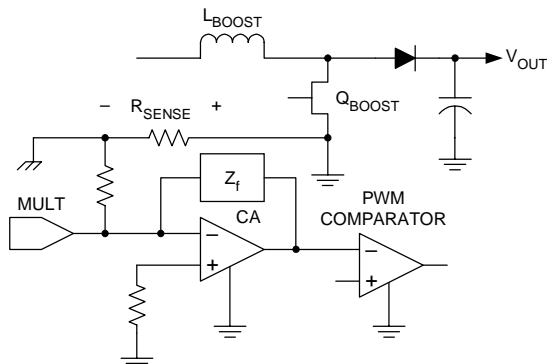 L_BOOST
V_OUT
Q_BOOST
− R_SENSE +
Z_f
MULT
CA
PWM
COMPARATOR
− −
+ +